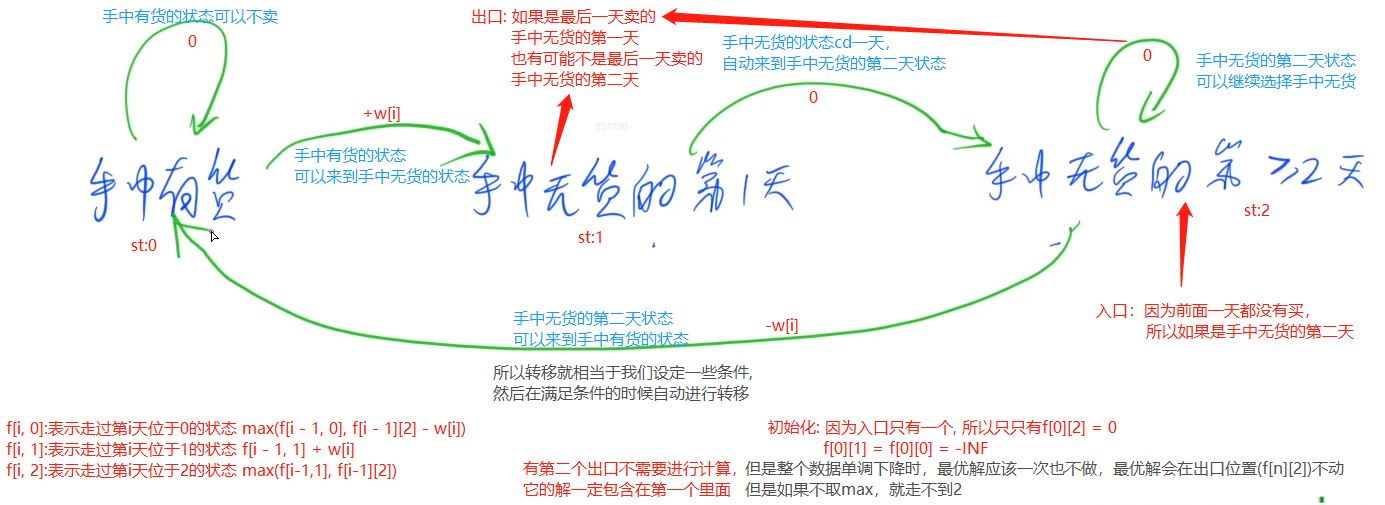 手中有货的状态可以不卖
0
出口: 如果是最后一天卖的
手中无货的第一天
也有可能不是最后一天卖的
手中无货的第二天
手中无货的状态cd一天，
自动来到手中无货的第二天状态
0
0
手中无货的第二天状态
可以继续选择手中无货
+w[i]
231700
手中有货的状态
可以来到手中无货的状态
手中有货
手中无货的第1天
手中无货的第≥2天
st:0
st:1
st:2
入口：因为前面一天都没有买，
所以如果是手中无货的第二天
手中无货的第二天状态
可以来到手中有货的状态
-w[i]
所以转移就相当于我们设定一些条件,
然后在满足条件的时候自动进行转移
f[i, 0]:表示走过第i天位于0的状态 max(f[i - 1, 0], f[i - 1][2] - w[i])
f[i, 1]:表示走过第i天位于1的状态 f[i - 1, 1] + w[i]
f[i, 2]:表示走过第i天位于2的状态 max(f[i-1,1], f[i-1][2])
初始化: 因为入口只有一个, 所以只只有f[0][2] = 0
f[0][1] = f[0][0] = -INF
有第二个出口不需要进行计算，但是整个数据单调下降时，最优解应该一次也不做，最优解会在出口位置(f[n][2])不动
它的解一定包含在第一个里面 但是如果不取max，就走不到2